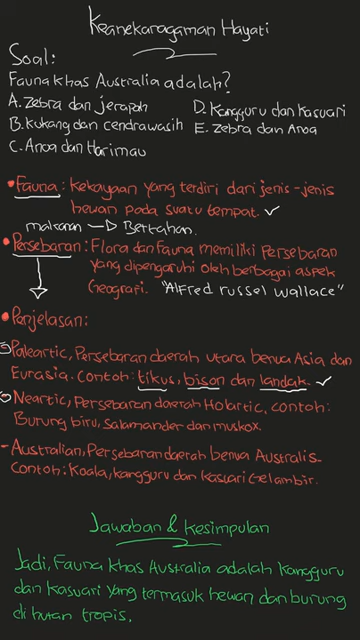 Keanekaragaman Hayati
Soal:
Fauna khas Australia adalah?
A. Zebra dan jerapah
D. Kangguru dan Kasuari
B. Kukang dan cendrawasih
E. Zebra dan Anoa
C. Anoa dan Harimau
• Fauna : Kekayaan yang terdiri dari jenis-jenis
hewan pada suatu tempat.
makanan → Bertahan.
• Persebaran : Flora dan Fauna memiliki Persebaran
yang dipengaruhi oleh berbagai aspek
Geografi. "Alfred russel wallace"
• Penjelasan :
Paleartic, Persebaran daerah utara benua Asia dan
Eurasia. Contoh: tikus, bison dan landak.
Neartic, Persebaran daerah Holartic, contoh:
Burung biru, salamander dan muskox.
- Australian, Persebaran daerah benua Australis.
Contoh: Koala, kangguru dan kasuari Gelambir.
Jawaban & Kesimpulan
Jadi, Fauna khas Australia adalah Kangguru
dan Kasuari yang termasuk hewan dan burung
di hutan tropis.